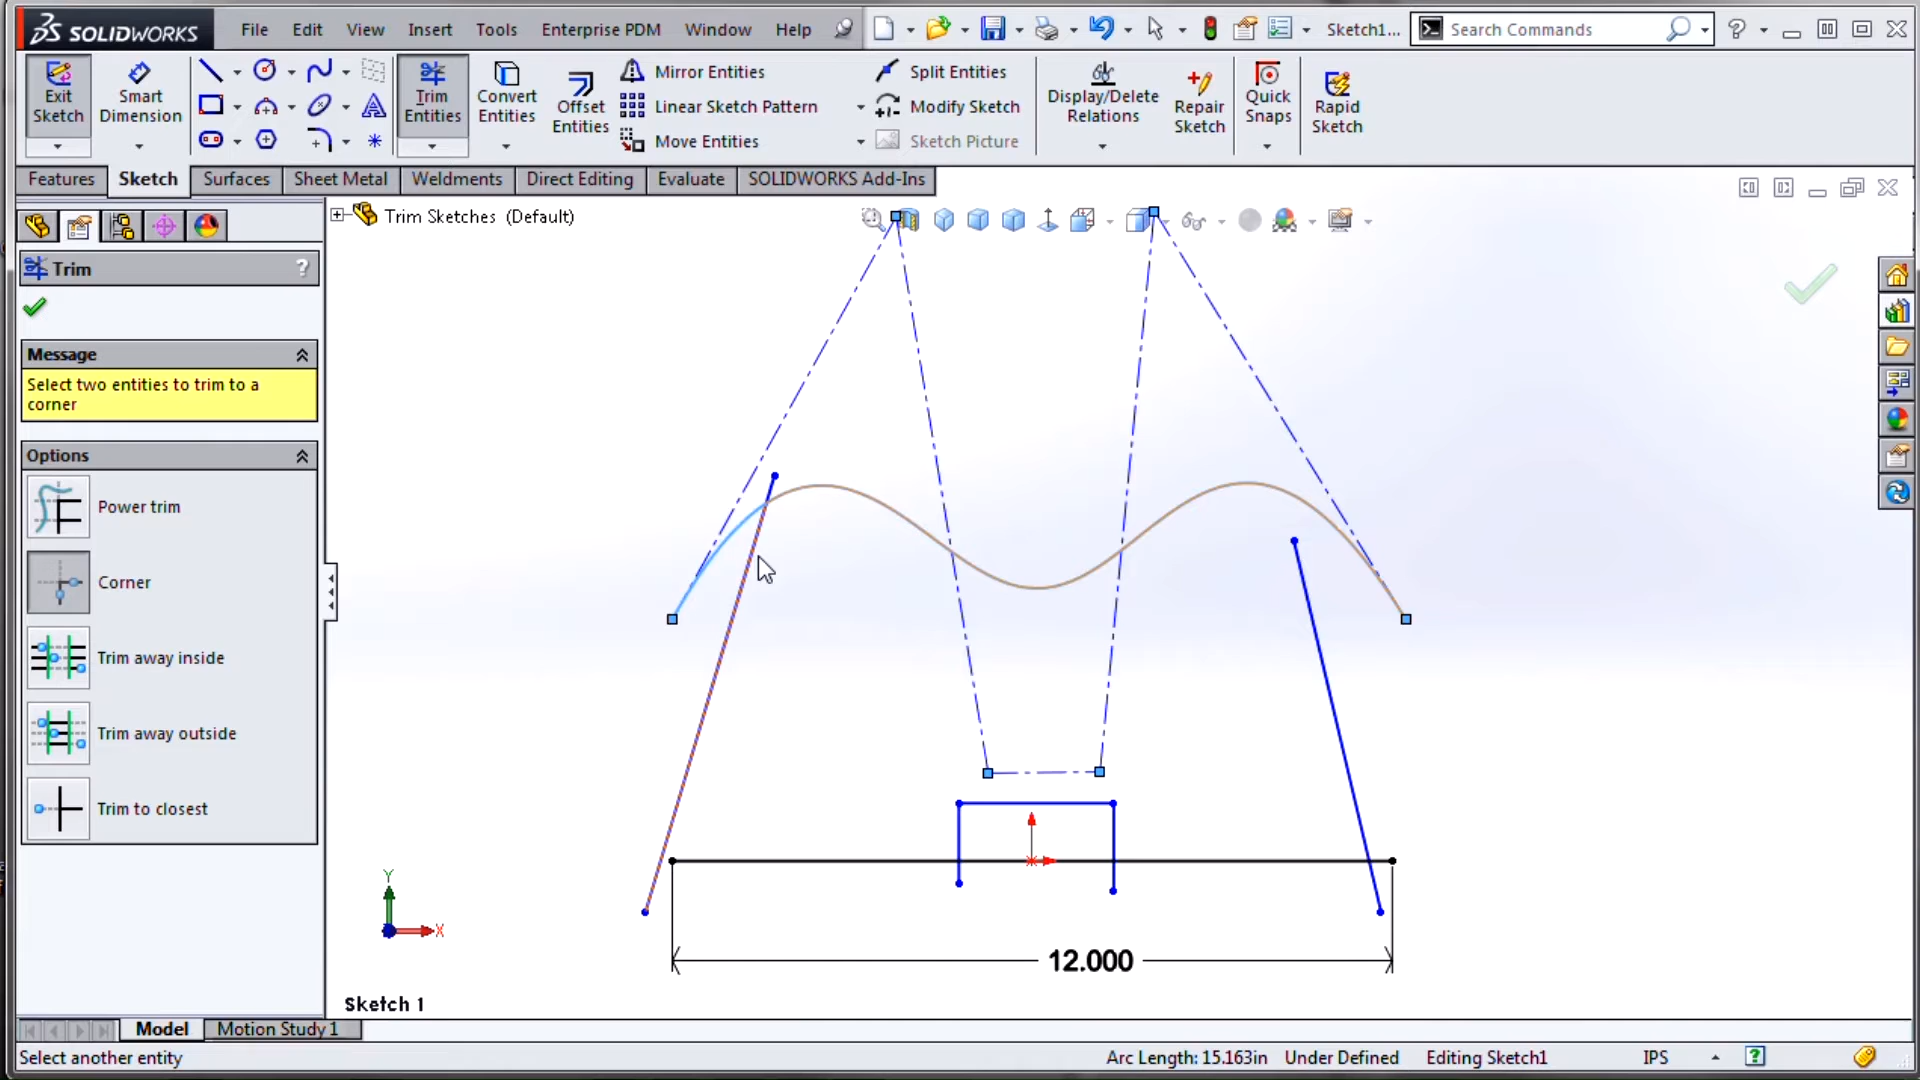 SOLIDWORKS File Edit View Insert Tools Enterprise PDM Window Help Sketch1... Search Commands
Exit Sketch
Smart Dimension
Trim Entities
Convert Entities
Offset Entities
Mirror Entities
Linear Sketch Pattern
Move Entities
Split Entities
Modify Sketch
Sketch Picture
Display/Delete Relations
Repair Sketch
Quick Snaps
Rapid Sketch
Features Sketch Surfaces Sheet Metal Weldments Direct Editing Evaluate SOLIDWORKS Add-Ins
Trim Sketches (Default)
Trim ?
Message
Select two entities to trim to a
corner
Options
Power trim
Corner
Trim away inside
Trim away outside
Trim to closest
Y
X
12.000
Sketch 1
Model Motion Study 1
Select another entity Arc Length: 15.163in Under Defined Editing Sketch1 IPS ?